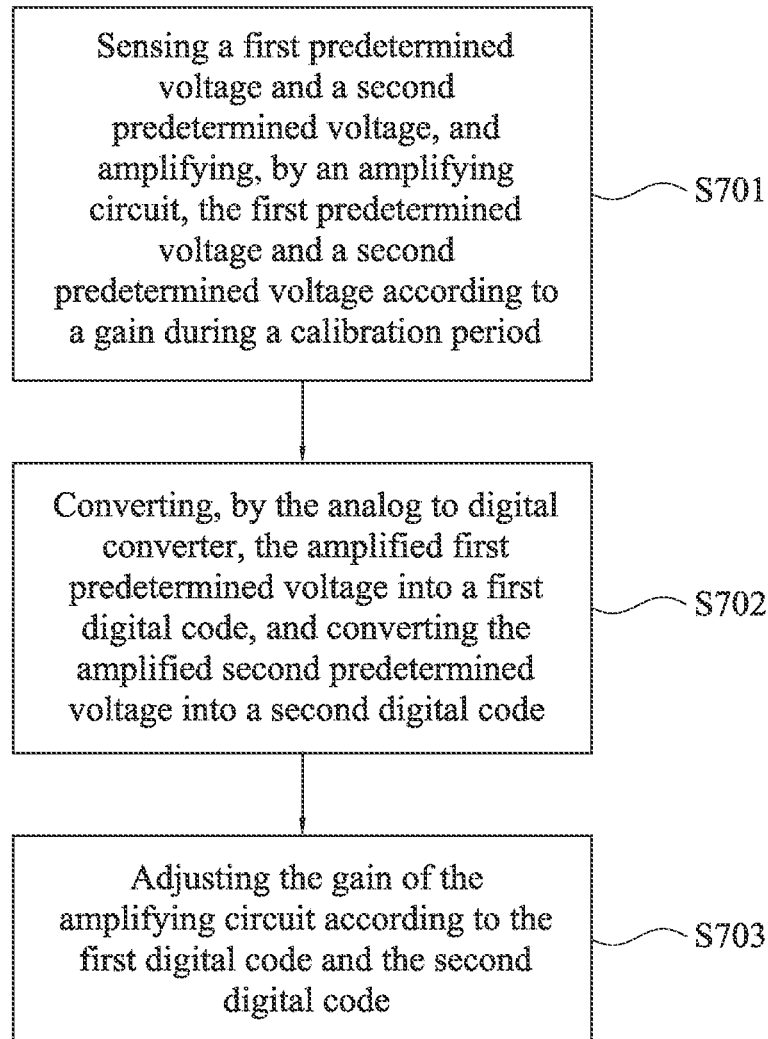 Sensing a first predetermined
voltage and a second
predetermined voltage, and
amplifying, by an amplifying
circuit, the first predetermined
voltage and a second
predetermined voltage according to
a gain during a calibration period
S701
Converting, by the analog to digital
converter, the amplified first
predetermined voltage into a first
digital code, and converting the
amplified second predetermined
voltage into a second digital code
S702
Adjusting the gain of the
amplifying circuit according to the
first digital code and the second
digital code
S703